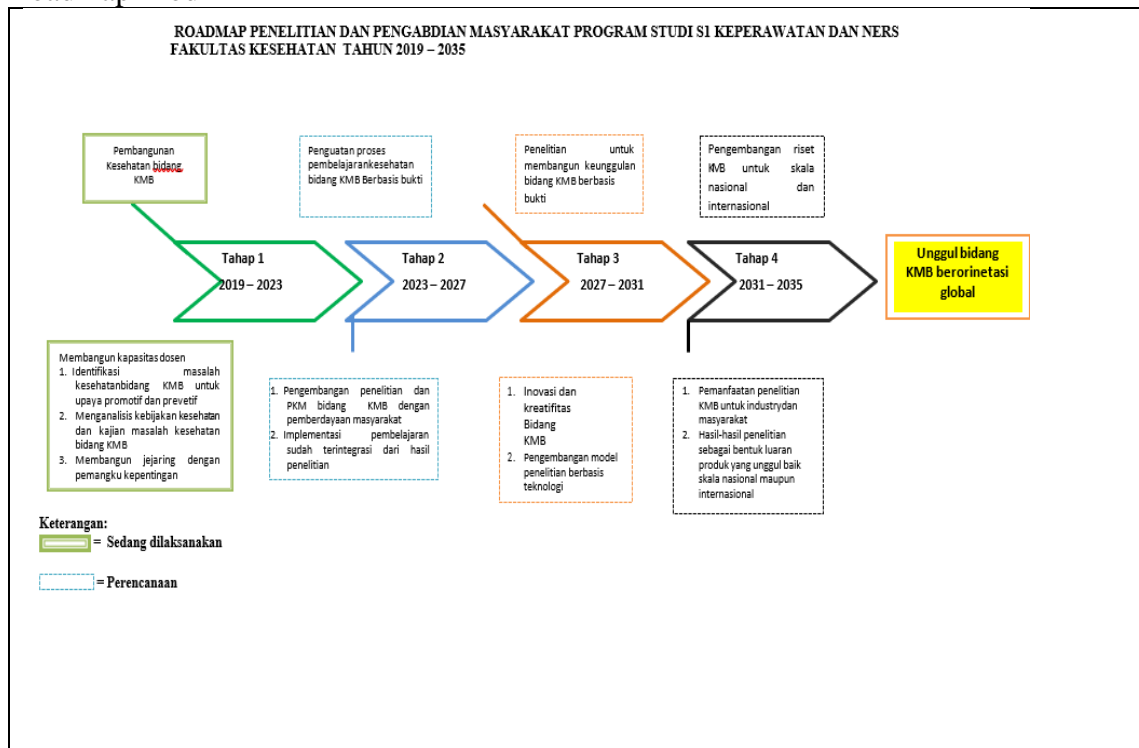 ROADMAP PENELITIAN DAN PENGABDIAN MASYARAKAT PROGRAM STUDI S1 KEPERAWATAN DAN NERS
FAKULTAS KESEHATAN TAHUN 2019 – 2035
Pembangunan
Kesehatan bidang
KMB
Penguatan proses
pembelajarankesehatan
bidang KMB Berbasis bukti
Penelitian untuk
membangun keunggulan
bidang KMB berbasis
bukti
Pengembangan riset
KMB untuk skala
nasional dan
internasional
Tahap 1
2019 – 2023
Tahap 2
2023 – 2027
Tahap 3
2027 – 2031
Tahap 4
2031 – 2035
Unggul bidang
KMB berorinetasi
global
Membangun kapasitas dosen
1. Identifikasi masalah
kesehatanbidang KMB untuk
upaya promotif dan prevetif
2. Menganalisis kebijakan kesehatan
dan kajian masalah kesehatan
bidang KMB
3. Membangun jejaring dengan
pemangku kepentingan
1. Pengembangan penelitian dan
PKM bidang KMB dengan
pemberdayaan masyarakat
2. Implementasi pembelajaran
sudah terintegrasi dari hasil
penelitian
1. Inovasi dan
kreatifitas
Bidang
KMB
2. Pengembangan model
penelitian berbasis
teknologi
1. Pemanfaatan penelitian
KMB untuk industrydan
masyarakat
2. Hasil-hasil penelitian
sebagai bentuk luaran
produk yang unggul baik
skala nasional maupun
internasional
Keterangan:
= Sedang dilaksanakan
= Perencanaan